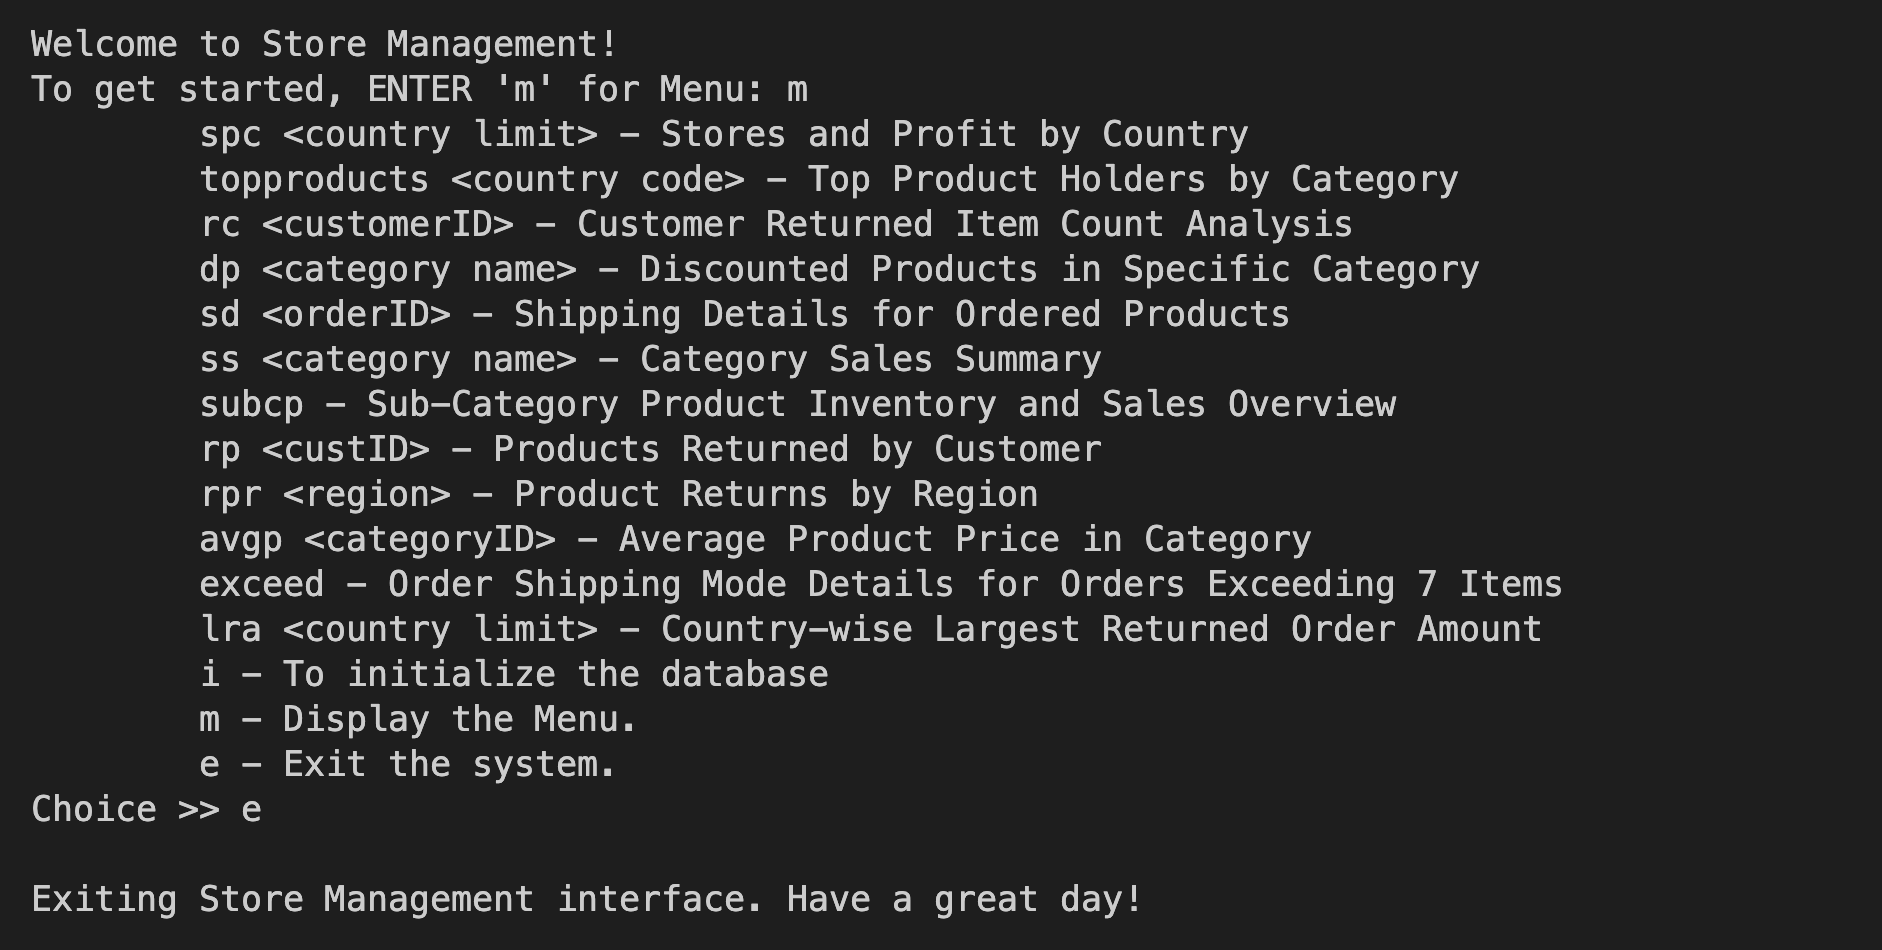 Welcome to Store Management!
To get started, ENTER 'm' for Menu: m
spc <country limit> - Stores and Profit by Country
topproducts <country code> - Top Product Holders by Category
rc <customerID> - Customer Returned Item Count Analysis
dp <category name> - Discounted Products in Specific Category
sd <orderID> - Shipping Details for Ordered Products
ss <category name> - Category Sales Summary
subcp - Sub-Category Product Inventory and Sales Overview
rp <custID> - Products Returned by Customer
rpr <region> - Product Returns by Region
avgp <categoryID> - Average Product Price in Category
exceed - Order Shipping Mode Details for Orders Exceeding 7 Items
lra <country limit> - Country-wise Largest Returned Order Amount
i - To initialize the database
m - Display the Menu.
e - Exit the system.
Choice >> e
Exiting Store Management interface. Have a great day!